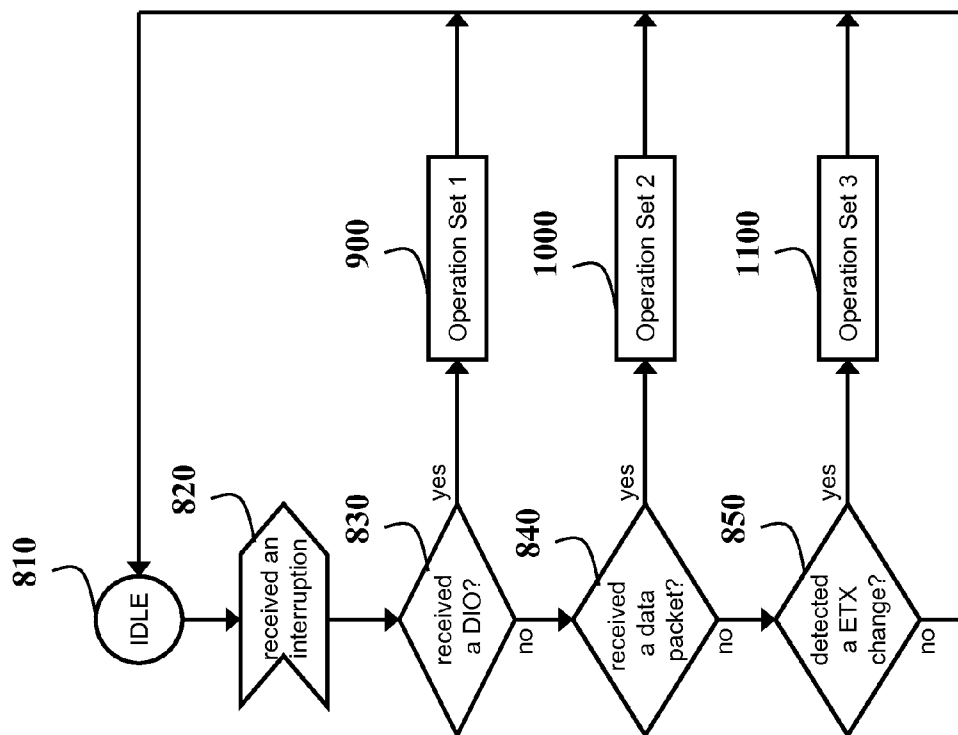 810
IDLE
820
received an
interruption
830
received
a DIO?
yes
no
900
Operation Set 1
840
received
a data
packet?
yes
no
1000
Operation Set 2
850
detected
a ETX
change?
yes
no
1100
Operation Set 3